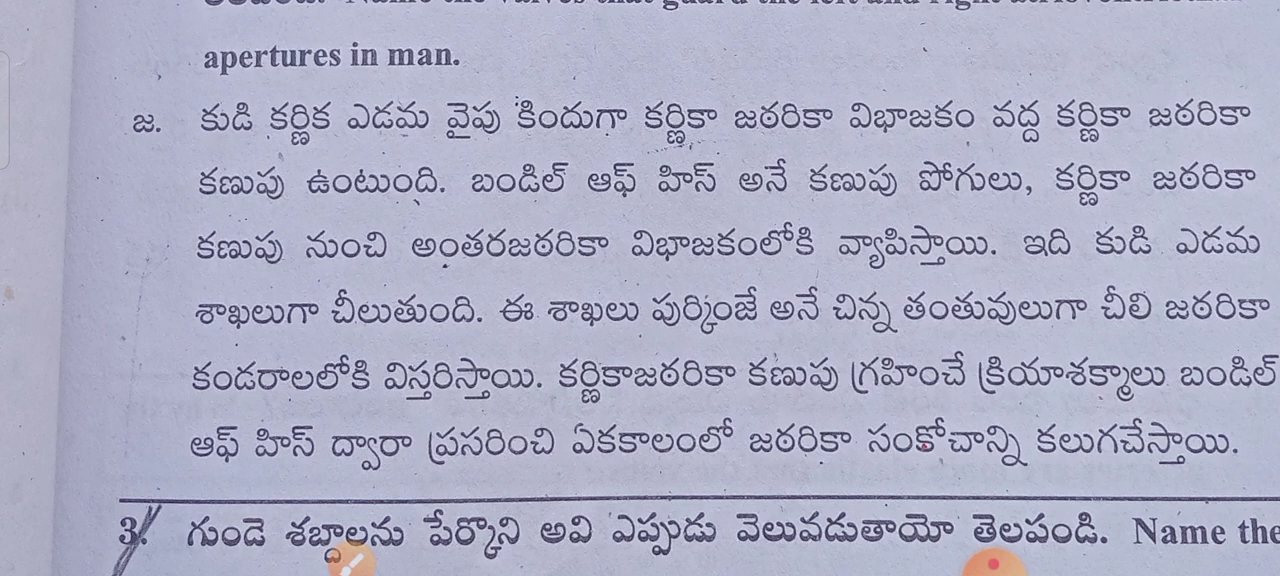 apertures in man.
జ. కుడి కర్ణిక ఎడమ వైపు కిందుగా కర్ణికా జఠరికా విభాజకం వద్ద కర్ణికా జఠరికా
కణుపు ఉంటుంది. బండిల్ ఆఫ్ హిస్ అనే కణుపు పోగులు, కర్ణికా జఠరికా
కణుపు నుంచి అంతరజఠరికా విభాజకంలోకి వ్యాపిస్తాయి. ఇది కుడి ఎడమ
శాఖలుగా చీలుతుంది. ఈ శాఖలు పుర్కింజే అనే చిన్న తంతువులుగా చీలి జఠరికా
కండరాలలోకి విస్తరిస్తాయి. కర్ణికాజఠరికా కణుపు గ్రహించే క్రియాశక్మాలు బండిల్
ఆఫ్ హిస్ ద్వారా ప్రసరించి ఏకకాలంలో జఠరికా సంకోచాన్ని కలుగచేస్తాయి.
3. గుండె శబ్దాలను పేర్కొని అవి ఎప్పుడు వెలువడుతాయో తెలపండి. Name the